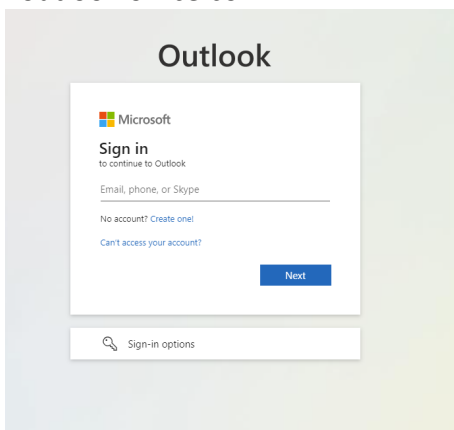 Outlook
Microsoft
Sign in
to continue to Outlook
Email, phone, or Skype
No account? Create one!
Can't access your account?
Next
Sign-in options